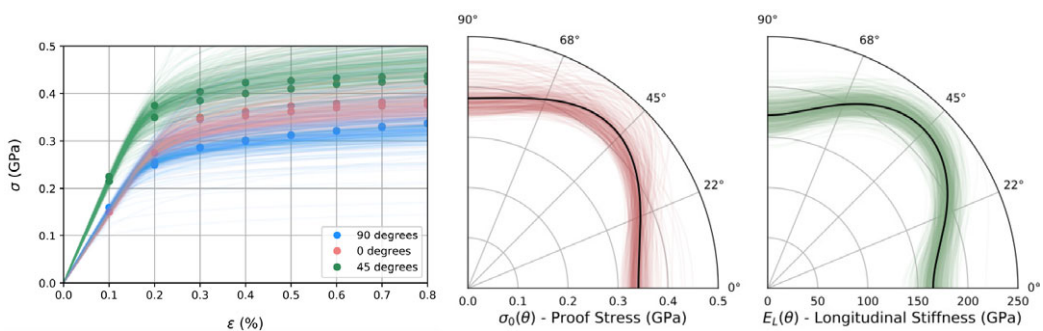 0.5
0.4
0.3
0.2
0.1
0.0
σ (GPa)
0.0 0.1 0.2 0.3 0.4 0.5 0.6 0.7 0.8
ε (%)
90 degrees
0 degrees
45 degrees
90°
68°
45°
22°
0°
0.0 0.1 0.2 0.3 0.4 0.5
σ₀(θ) - Proof Stress (GPa)
90°
68°
45°
22°
0°
0 50 100 150 200 250
E_L(θ) - Longitudinal Stiffness
(GPa)